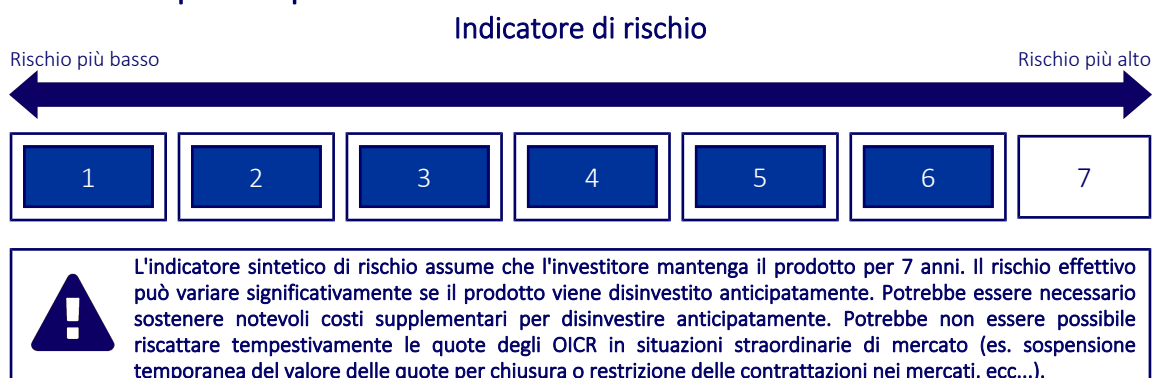 Indicatore di rischio
Rischio più basso Rischio più alto
1 2 3 4 5 6 7
L'indicatore sintetico di rischio assume che l'investitore mantenga il prodotto per 7 anni. Il rischio effettivo
può variare significativamente se il prodotto viene disinvestito anticipatamente. Potrebbe essere necessario
sostenere notevoli costi supplementari per disinvestire anticipatamente. Potrebbe non essere possibile
riscattare tempestivamente le quote degli OICR in situazioni straordinarie di mercato (es. sospensione
temporanea del valore delle quote per chiusura o restrizione delle contrattazioni nei mercati, ecc...).